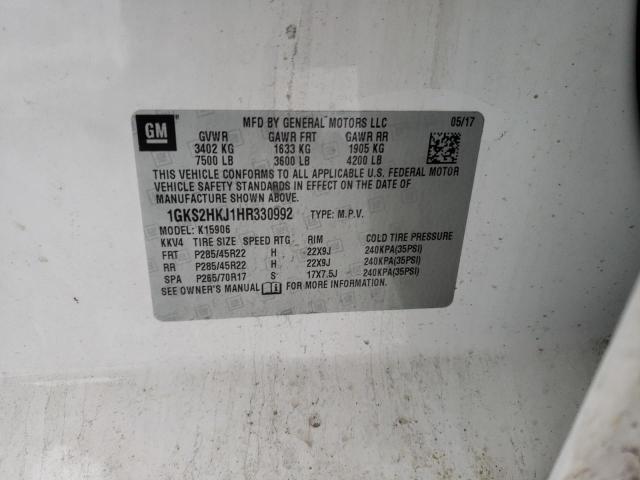 GM
MFD BY GENERAL MOTORS LLC 05/17
GVWR GAWR FRT GAWR RR
3402 KG 1633 KG 1905 KG
7500 LB 3600 LB 4200 LB
THIS VEHICLE CONFORMS TO ALL APPLICABLE U.S. FEDERAL MOTOR
VEHICLE SAFETY STANDARDS IN EFFECT ON THE DATE OF
MANUFACTURE SHOWN ABOVE.
1GKS2HKJ1HR330992 TYPE: M.P.V.
MODEL: K15906
KKV4 TIRE SIZE SPEED RTG RIM COLD TIRE PRESSURE
FRT P285/45R22 H 22X9J 240KPA(35PSI)
RR P285/45R22 H 22X9J 240KPA(35PSI)
SPA P265/70R17 S 17X7.5J 240KPA(35PSI)
SEE OWNER'S MANUAL FOR MORE INFORMATION.